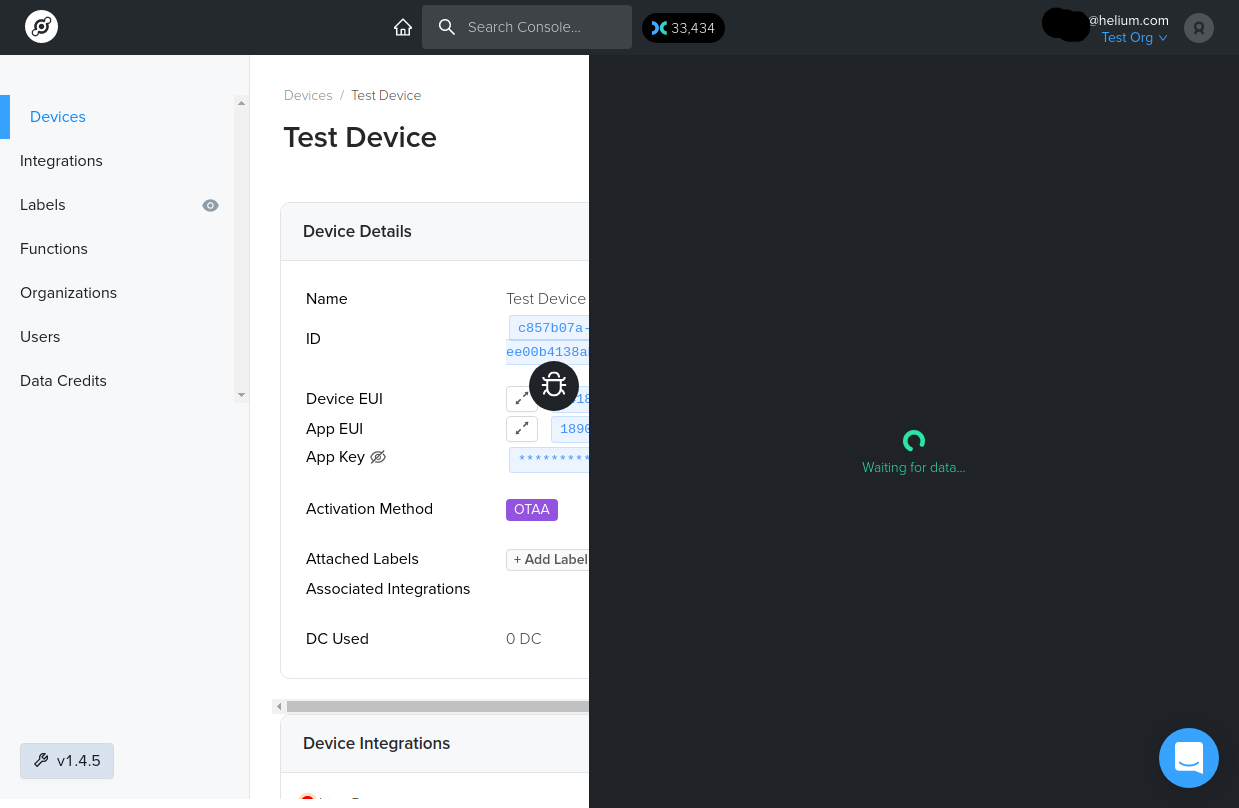 Search Console...
33,434
@helium.com
Test Org
Devices
Integrations
Labels
Functions
Organizations
Users
Data Credits
v1.4.5
Devices / Test Device
Test Device
Device Details
Name
Test Device
ID
c857b07a-
ee00b4138a
Device EUI
App EUI
1890
App Key
*********
Activation Method
OTAA
Attached Labels
+ Add Label
Associated Integrations
DC Used
0 DC
Device Integrations
Waiting for data...